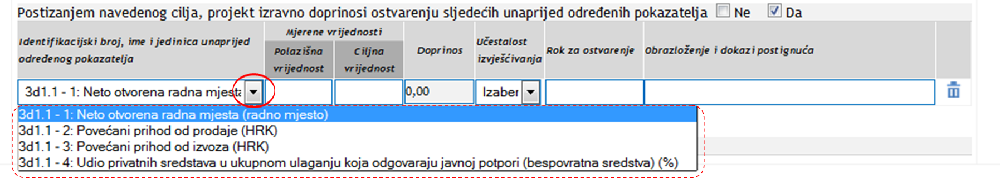 Postizanjem navedenog cilja, projekt izravno doprinosi ostvarenju sljedećih unaprijed određenih pokazatelja Ne Da
Identifikacijski broj, ime i jedinica unaprijed
određenog pokazatelja
Mjerene vrijednosti
Polazišna
vrijednost
Ciljna
vrijednost
Doprinos
Učestalost
izvješćivanja
Rok za ostvarenje
Obrazloženje i dokazi postignuća
3d1.1 - 1: Neto otvorena radna mjesta
0,00
Izaber
3d1.1 - 1: Neto otvorena radna mjesta (radno mjesto)
3d1.1 - 2: Povećani prihod od prodaje (HRK)
3d1.1 - 3: Povećani prihod od izvoza (HRK)
3d1.1 - 4: Udio privatnih sredstava u ukupnom ulaganju koja odgovaraju javnoj potpori (bespovratna sredstva) (%)